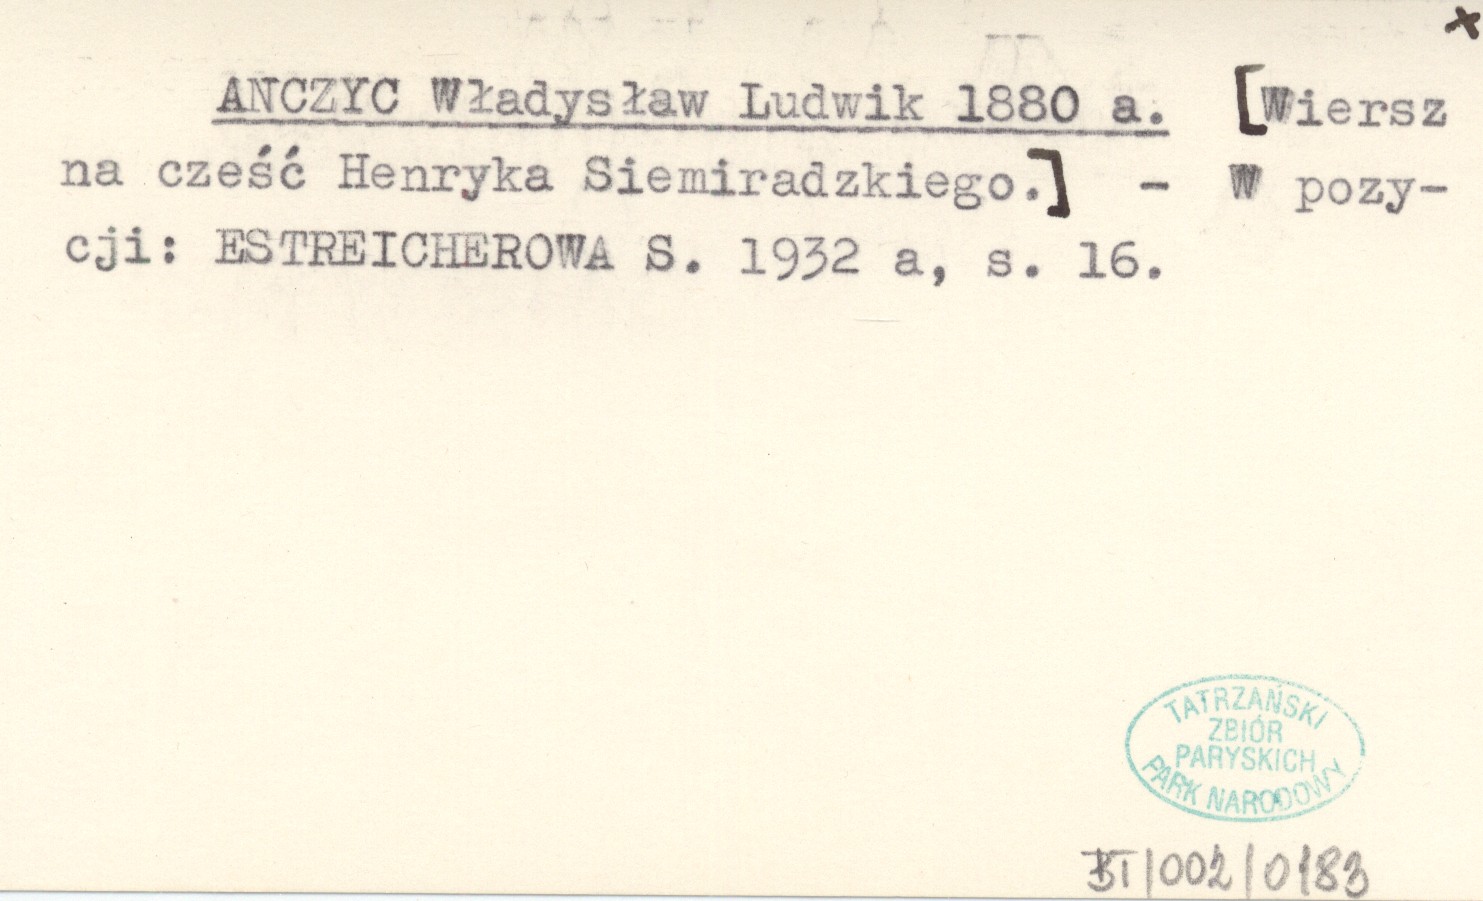 x
ANCZYC Władysław Ludwik 1880 a. [Wiersz
na cześć Henryka Siemiradzkiego.] - W pozy-
cji: ESTREICHEROWA S. 1932 a, s. 16.
TATRZAŃSKI
ZBIÓR
PARYSKICH
PARK NARODOWY
BT/002/0183